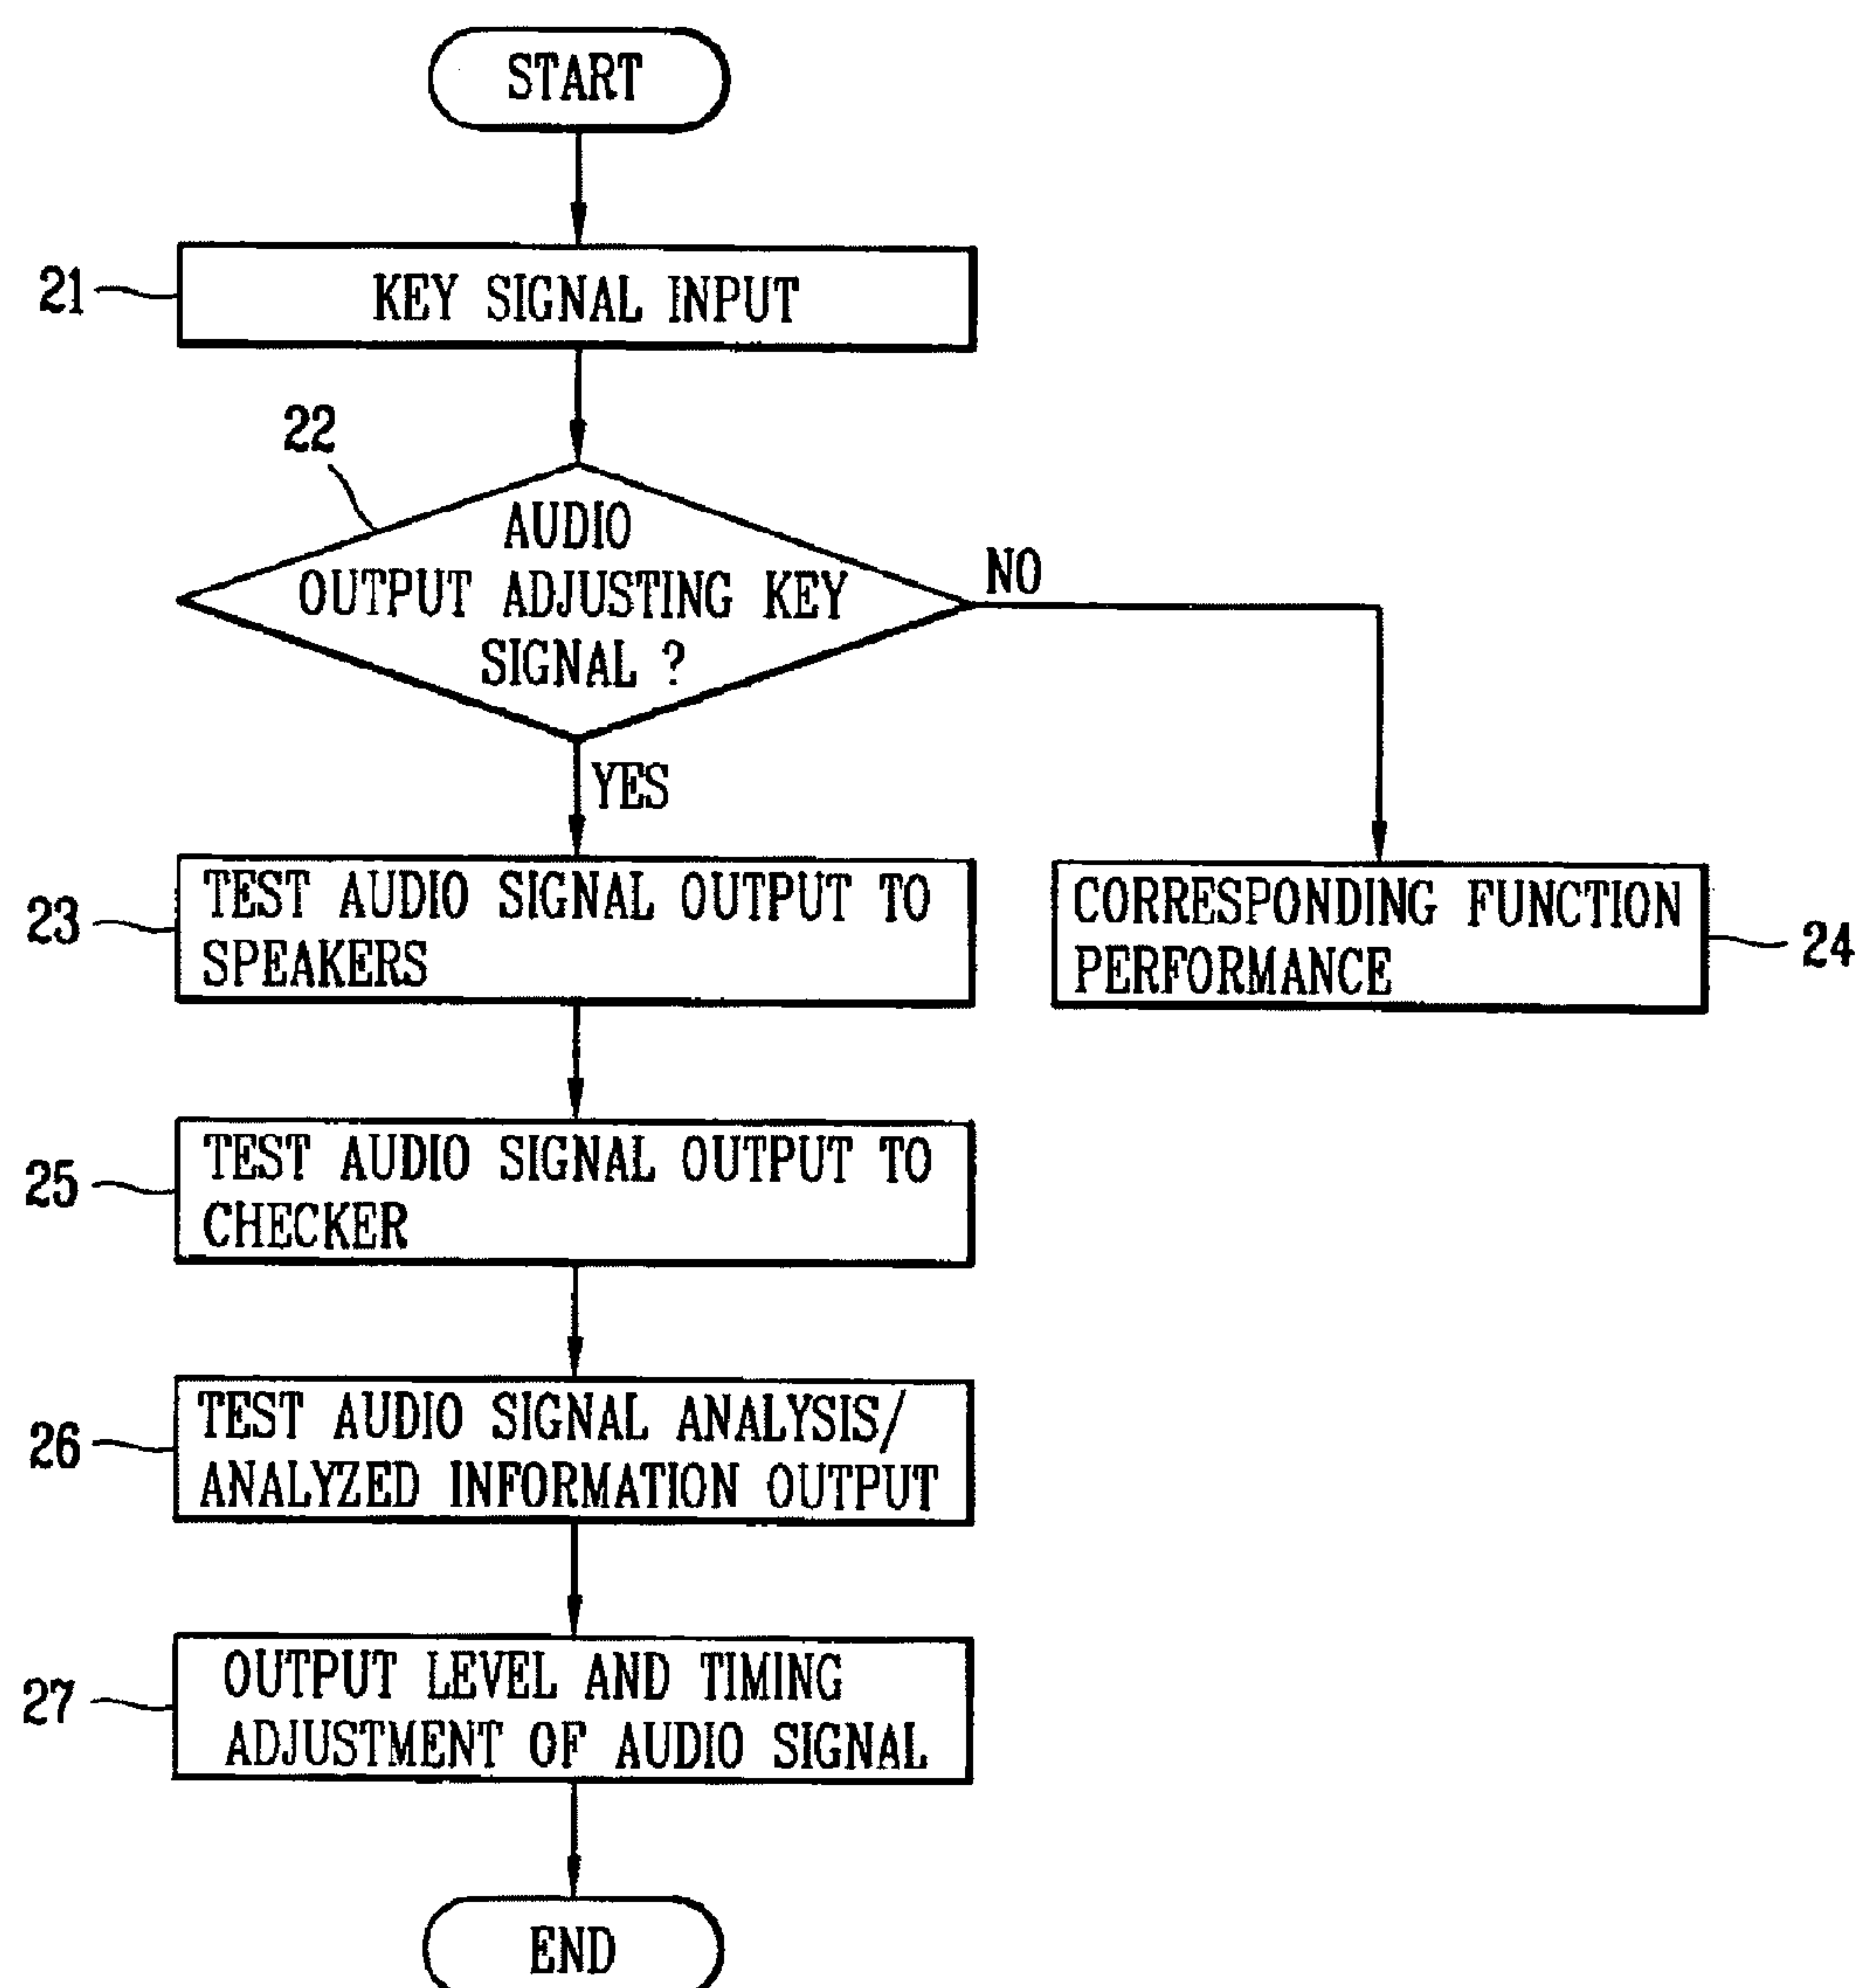 START
21
KEY SIGNAL INPUT
22
AUDIO
OUTPUT ADJUSTING KEY
SIGNAL ?
NO
YES
23
TEST AUDIO SIGNAL OUTPUT TO
SPEAKERS
CORRESPONDING FUNCTION
PERFORMANCE
24
25
TEST AUDIO SIGNAL OUTPUT TO
CHECKER
26
TEST AUDIO SIGNAL ANALYSIS/
ANALYZED INFORMATION OUTPUT
27
OUTPUT LEVEL AND TIMING
ADJUSTMENT OF AUDIO SIGNAL
END